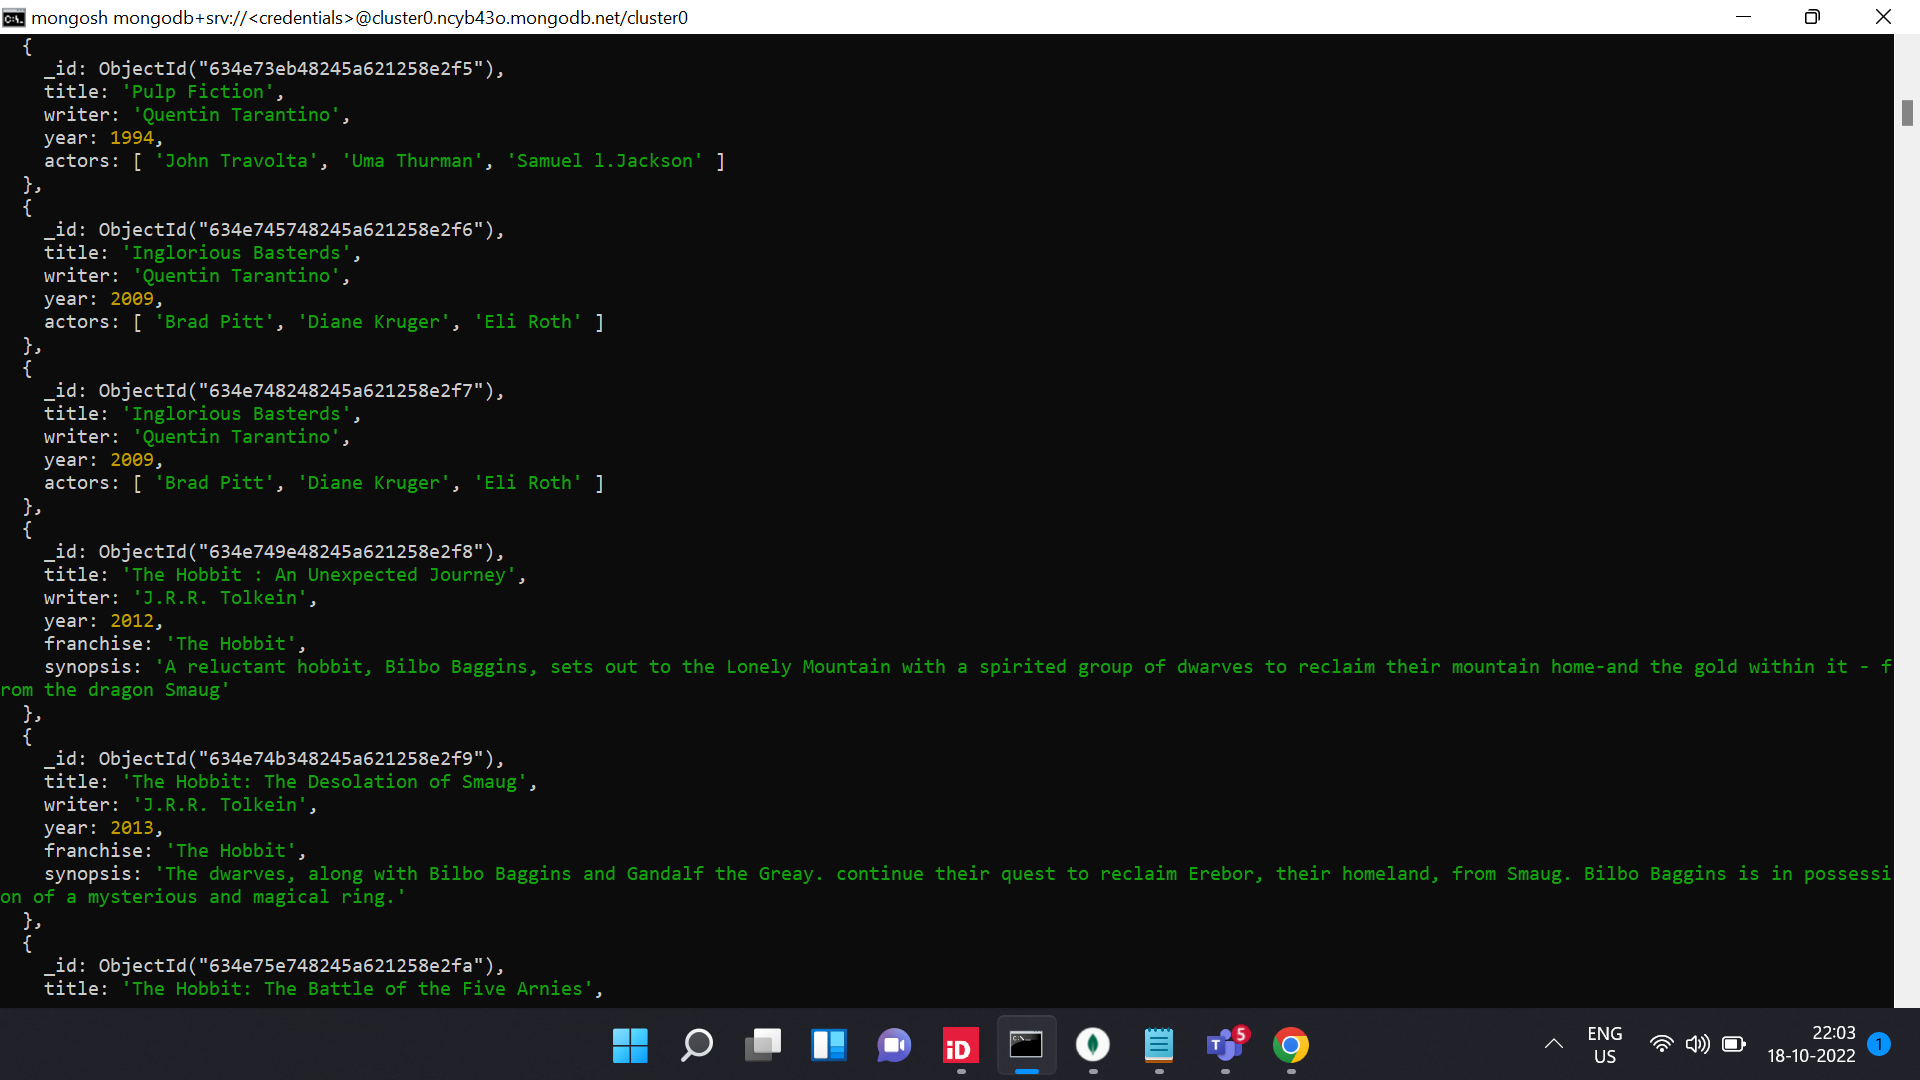 mongosh mongodb+srv://<credentials>@cluster0.ncyb43o.mongodb.net/cluster0
{
_id: ObjectId("634e73eb48245a621258e2f5"),
title: 'Pulp Fiction',
writer: 'Quentin Tarantino',
year: 1994,
actors: [ 'John Travolta', 'Uma Thurman', 'Samuel l.Jackson' ]
},
{
_id: ObjectId("634e745748245a621258e2f6"),
title: 'Inglorious Basterds',
writer: 'Quentin Tarantino',
year: 2009,
actors: [ 'Brad Pitt', 'Diane Kruger', 'Eli Roth' ]
},
{
_id: ObjectId("634e748248245a621258e2f7"),
title: 'Inglorious Basterds',
writer: 'Quentin Tarantino',
year: 2009,
actors: [ 'Brad Pitt', 'Diane Kruger', 'Eli Roth' ]
},
{
_id: ObjectId("634e749e48245a621258e2f8"),
title: 'The Hobbit : An Unexpected Journey',
writer: 'J.R.R. Tolkein',
year: 2012,
franchise: 'The Hobbit',
synopsis: 'A reluctant hobbit, Bilbo Baggins, sets out to the Lonely Mountain with a spirited group of dwarves to reclaim their mountain home-and the gold within it - f
rom the dragon Smaug'
},
{
_id: ObjectId("634e74b348245a621258e2f9"),
title: 'The Hobbit: The Desolation of Smaug',
writer: 'J.R.R. Tolkein',
year: 2013,
franchise: 'The Hobbit',
synopsis: 'The dwarves, along with Bilbo Baggins and Gandalf the Greay. continue their quest to reclaim Erebor, their homeland, from Smaug. Bilbo Baggins is in possessi
on of a mysterious and magical ring.'
},
{
_id: ObjectId("634e75e748245a621258e2fa"),
title: 'The Hobbit: The Battle of the Five Arnies',
iD
T
5
ENG
US
22:03
18-10-2022
1